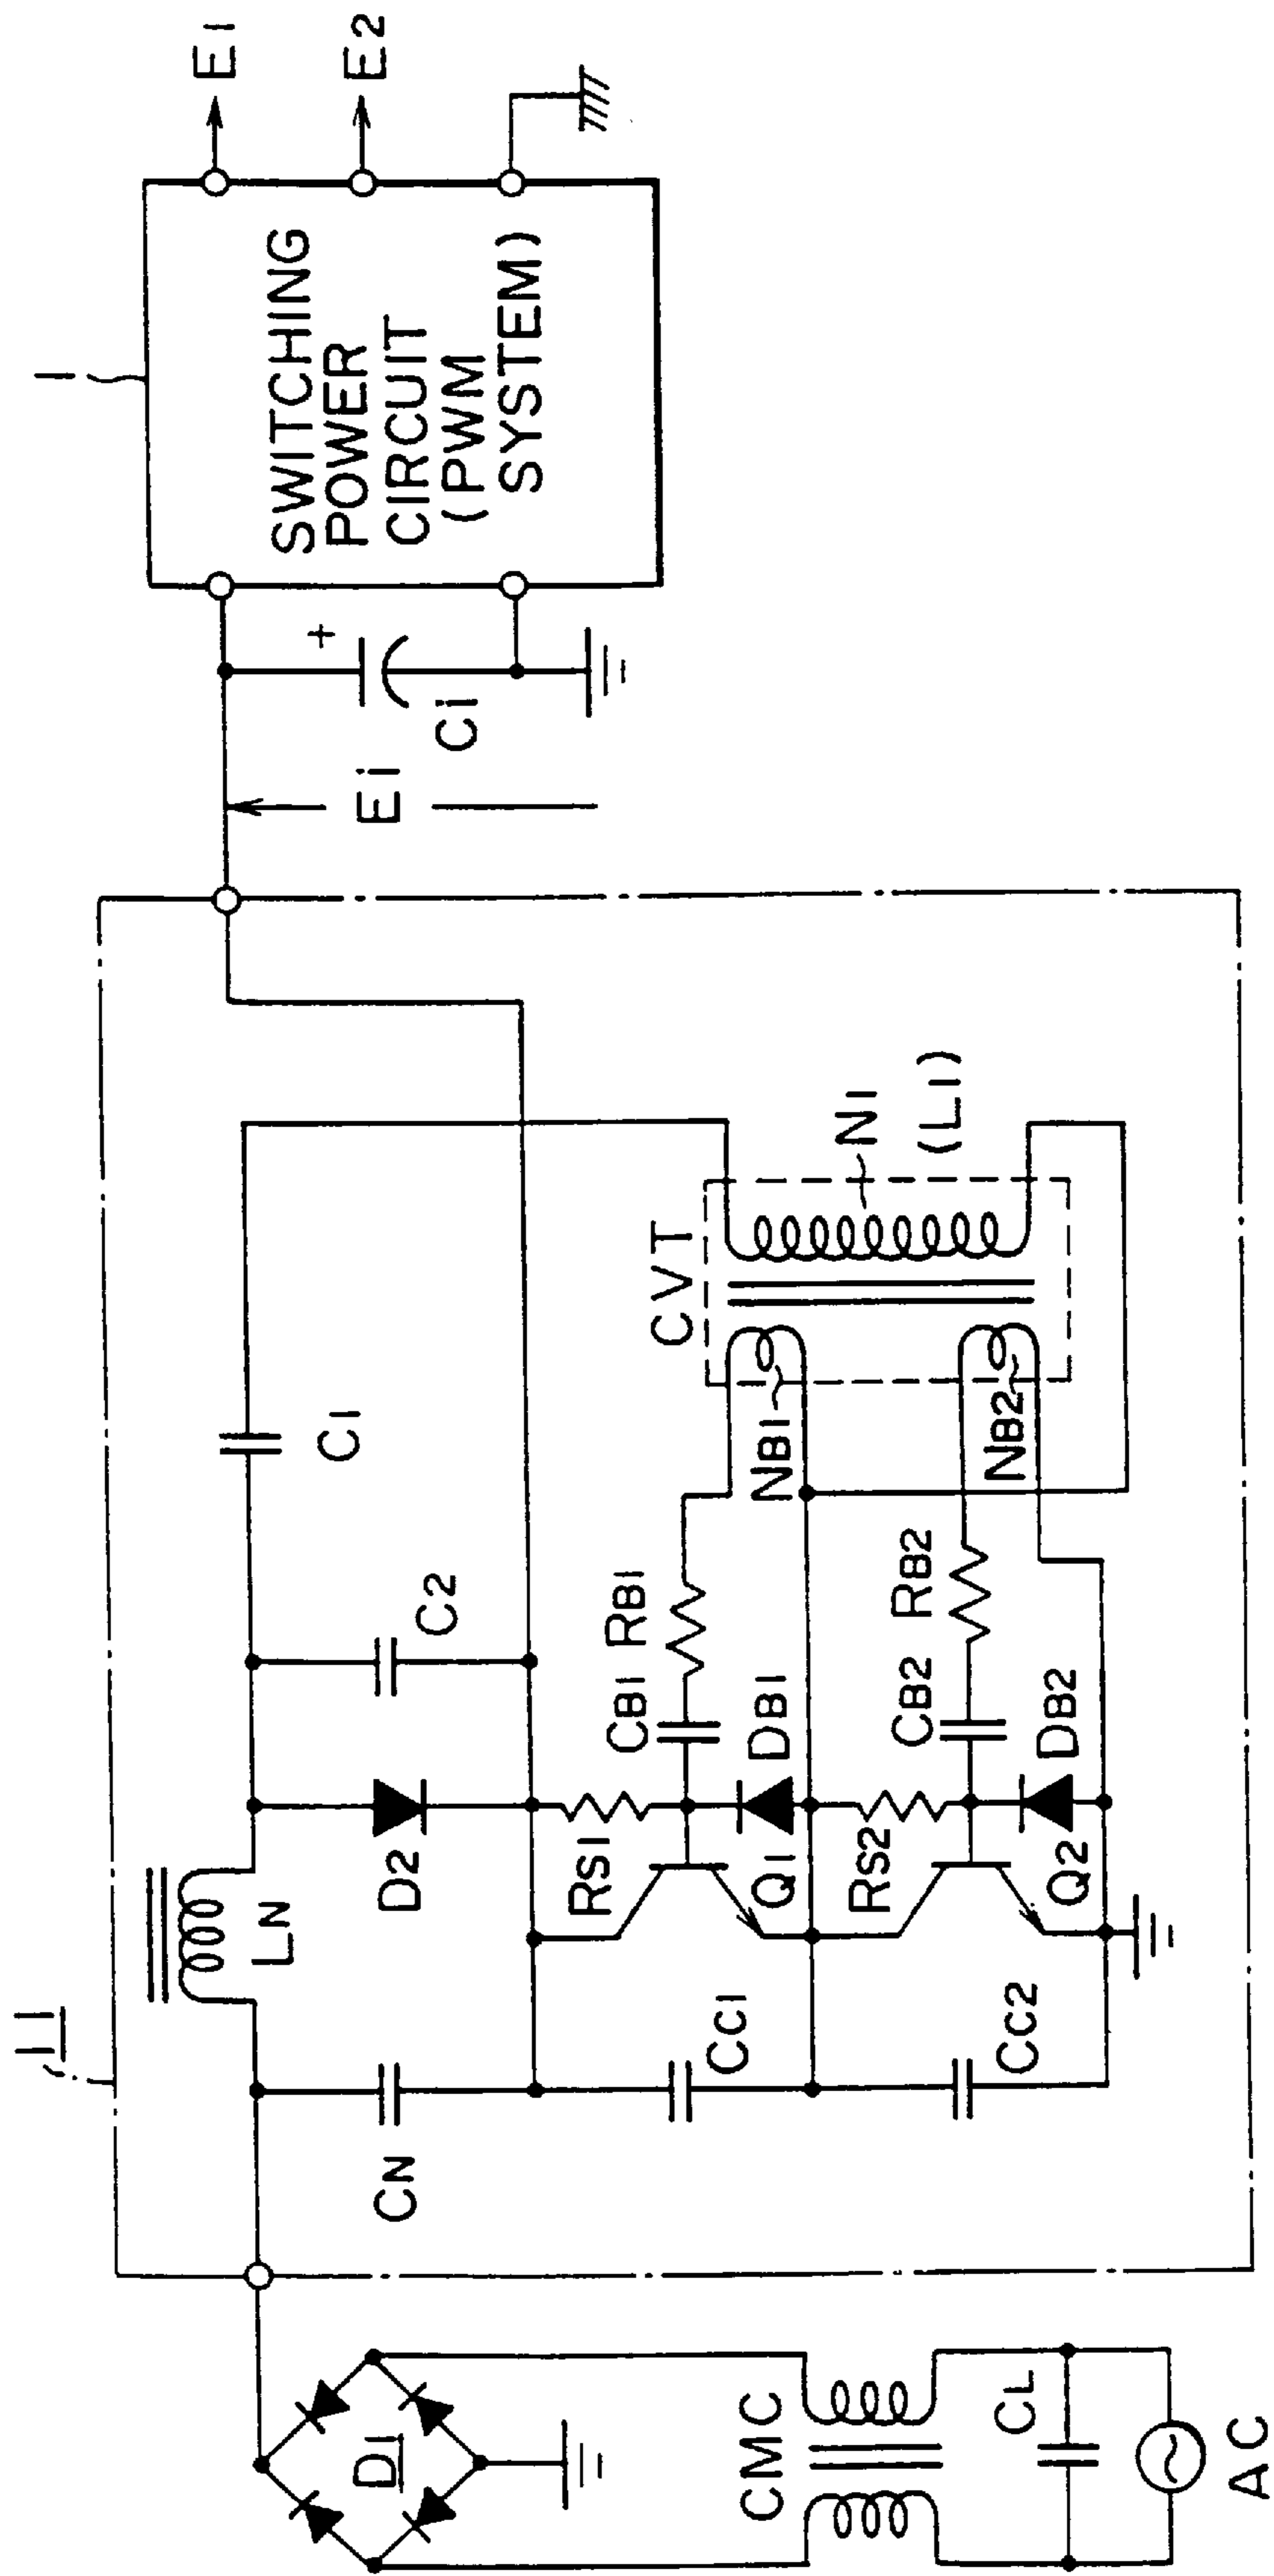 11
LN
CN
D2
C2
C1
CC1
CC2
RS1
Q1
RS2
Q2
CB1
RB1
DB1
CB2
RB2
DB2
NB1
NB2
CVT
N1
(L1)
D1
CMC
CL
AC
Ei
+
Ci
1
SWITCHING
POWER
CIRCUIT
(PWM
SYSTEM)
E1
E2